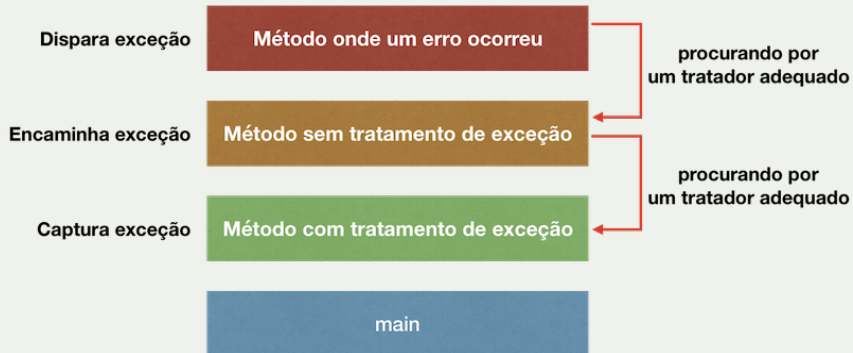 Dispara exceção
Método onde um erro ocorreu
procurando por
um tratador adequado
Encaminha exceção
Método sem tratamento de exceção
procurando por
um tratador adequado
Captura exceção
Método com tratamento de exceção
main